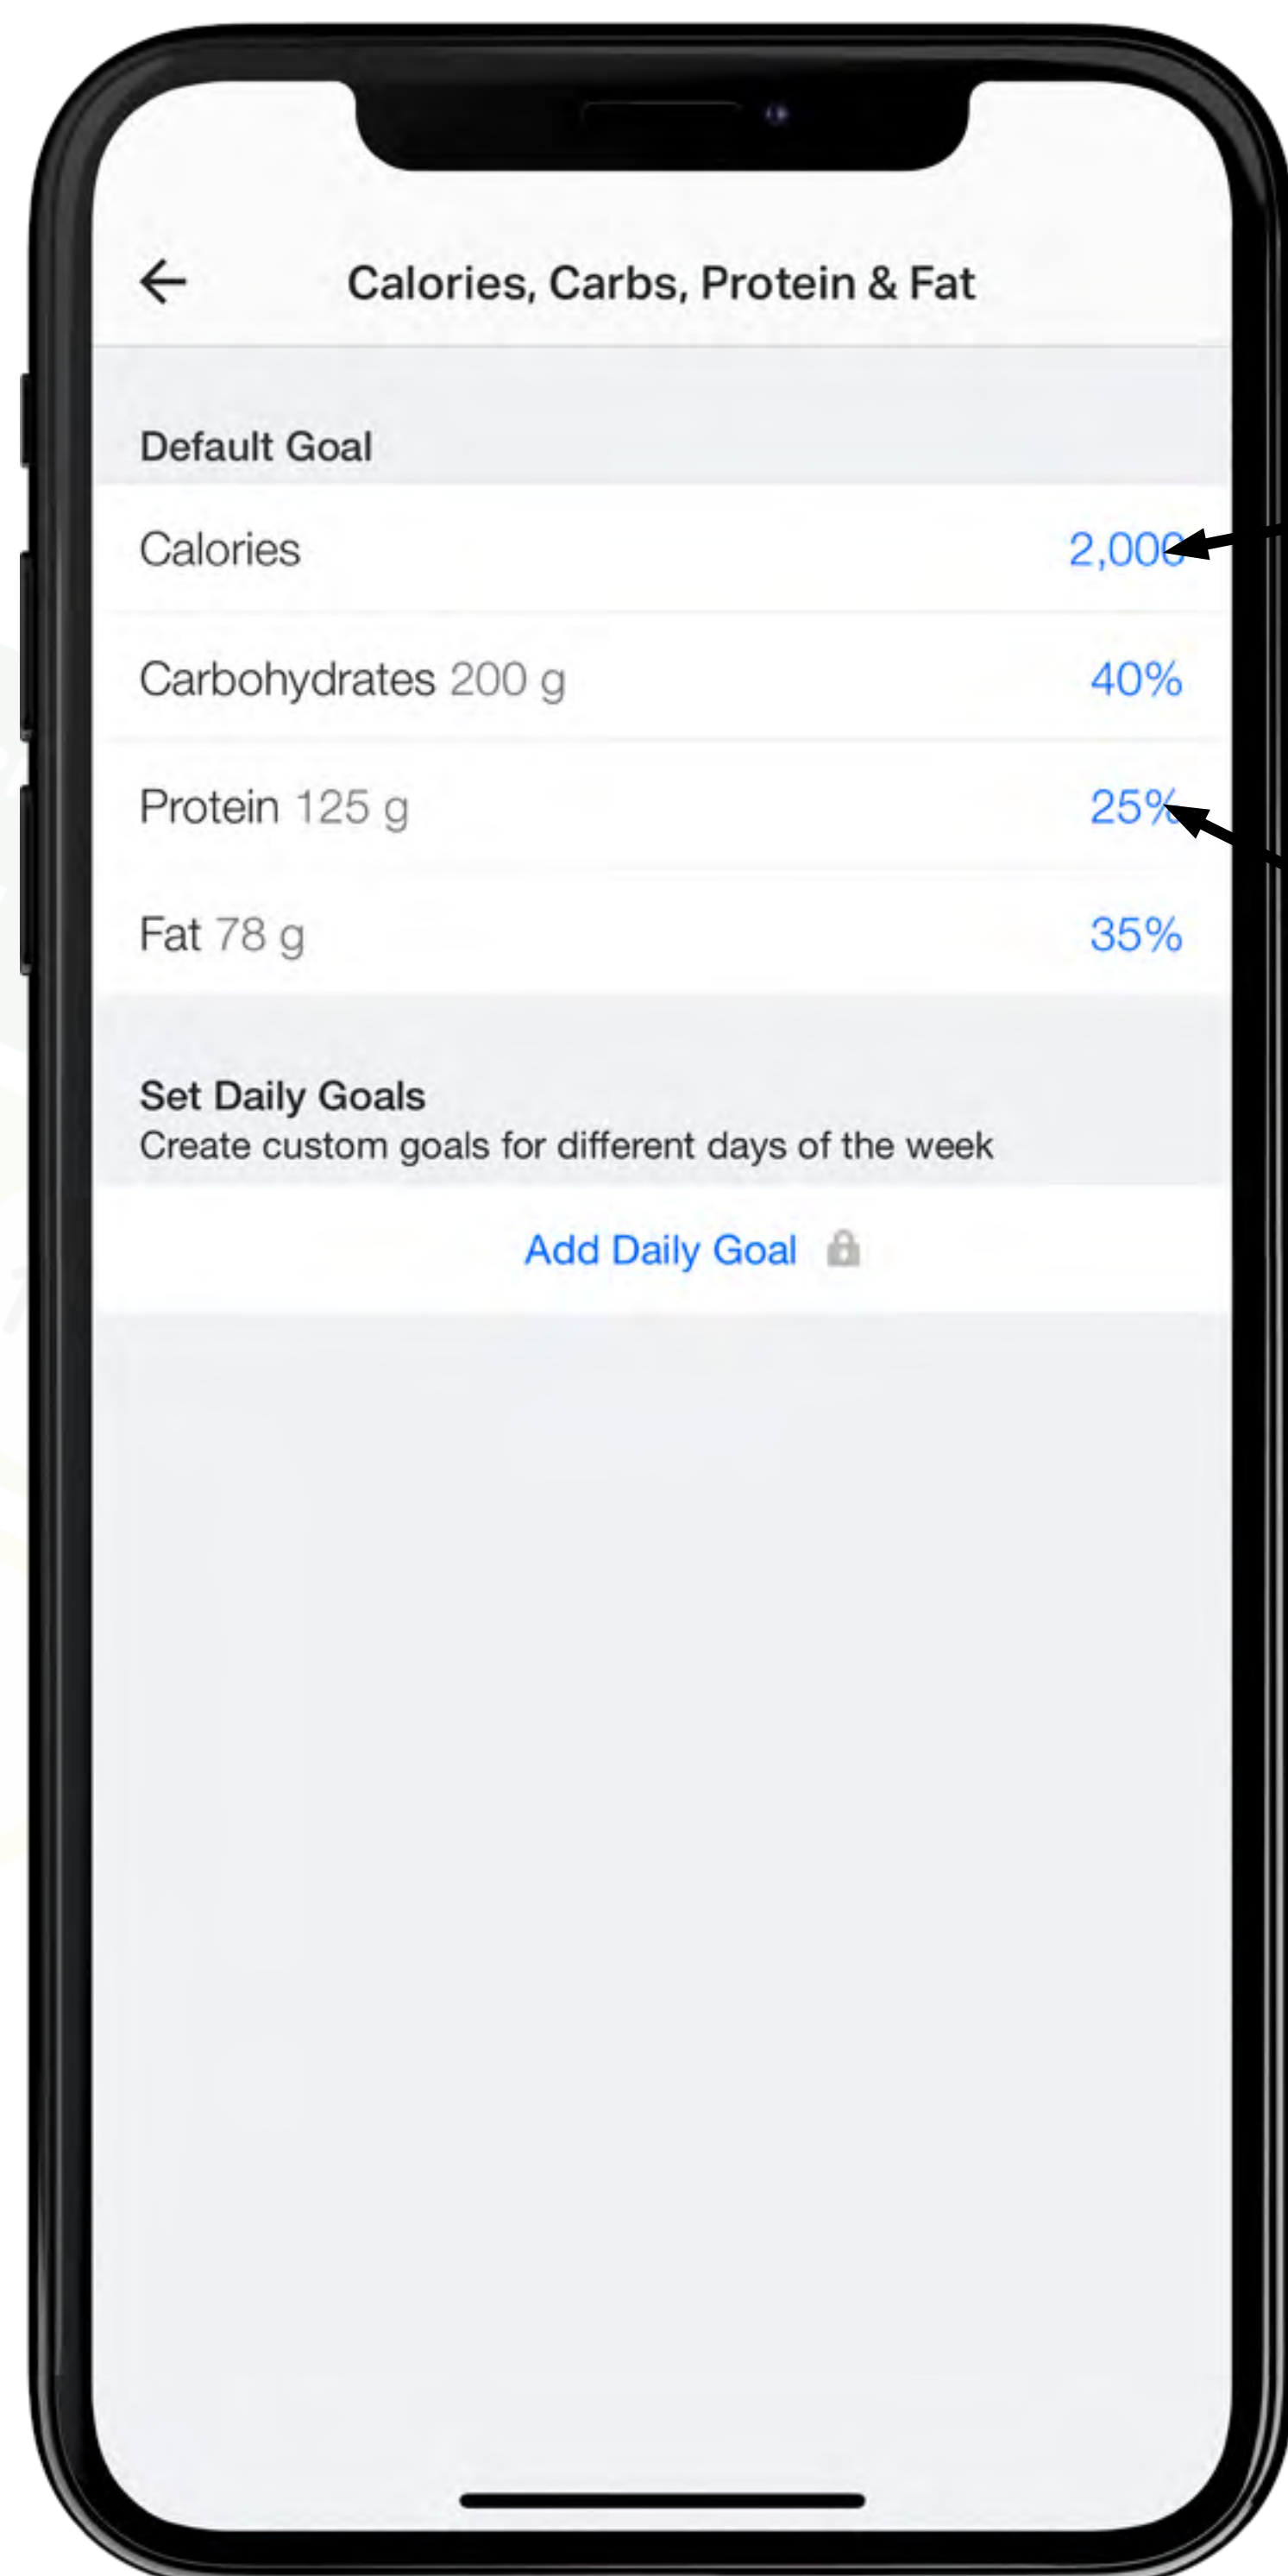 Calories, Carbs, Protein & Fat
Default Goal
Calories 2,000
Carbohydrates 200 g 40%
Protein 125 g 25%
Fat 78 g 35%
Set Daily Goals
Create custom goals for different days of the week
Add Daily Goal